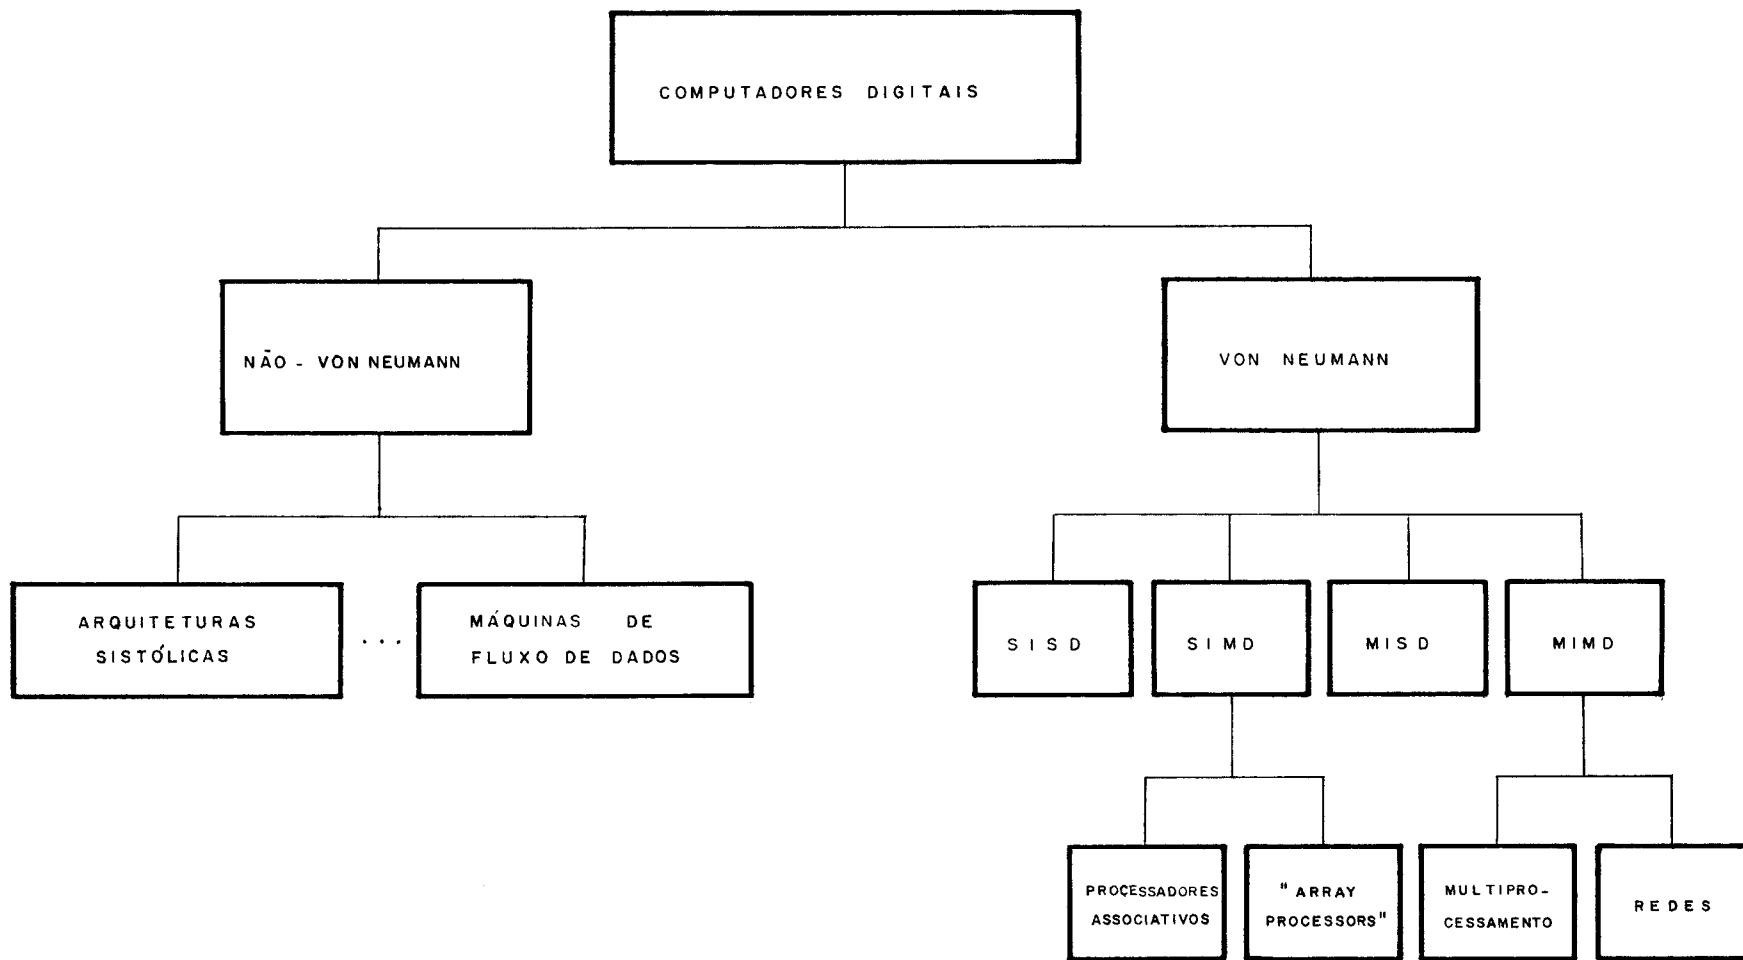 COMPUTADORES DIGITAIS
NÃO - VON NEUMANN
VON NEUMANN
ARQUITETURAS
SISTÓLICAS
...
MÁQUINAS DE
FLUXO DE DADOS
SISD
SIMD
MISD
MIMD
PROCESSADORES
ASSOCIATIVOS
"ARRAY
PROCESSORS"
MULTIPRO-
CESSAMENTO
REDES